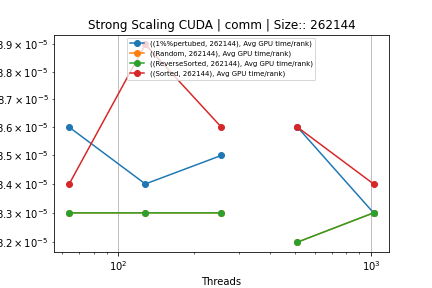 Strong Scaling CUDA | comm | Size:: 262144
((1%%pertubed, 262144), Avg GPU time/rank)
((Random, 262144), Avg GPU time/rank)
((ReverseSorted, 262144), Avg GPU time/rank)
((Sorted, 262144), Avg GPU time/rank)
3.9 × 10⁻⁵
3.8 × 10⁻⁵
3.7 × 10⁻⁵
3.6 × 10⁻⁵
3.5 × 10⁻⁵
3.4 × 10⁻⁵
3.3 × 10⁻⁵
3.2 × 10⁻⁵
10²
10³
Threads